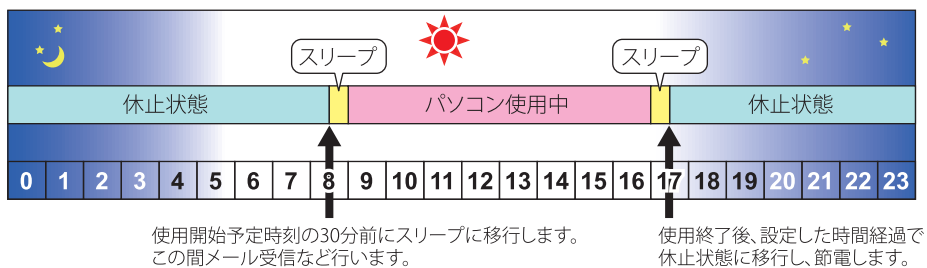 スリープ
スリープ
休止状態
パソコン使用中
休止状態
0 1 2 3 4 5 6 7 8 9 10 11 12 13 14 15 16 17 18 19 20 21 22 23
使用開始予定時刻の30分前にスリープに移行します。
この間メール受信など行います。
使用終了後、設定した時間経過で
休止状態に移行し、節電します。